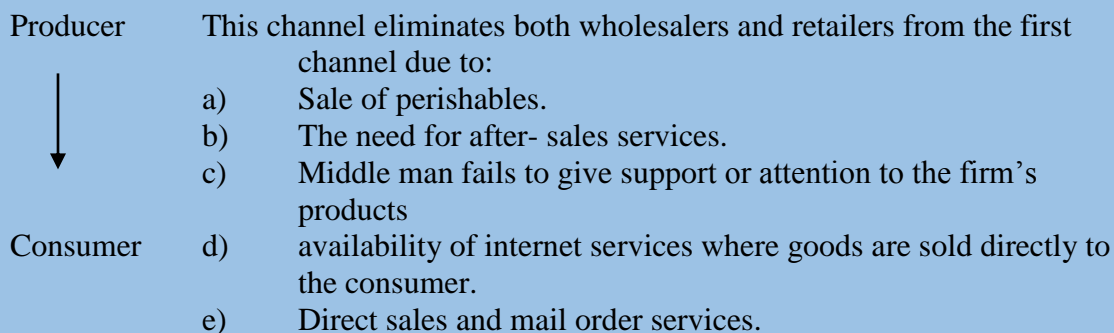 Producer This channel eliminates both wholesalers and retailers from the first
channel due to:
a) Sale of perishables.
b) The need for after- sales services.
c) Middle man fails to give support or attention to the firm's
products
Consumer d) availability of internet services where goods are sold directly to
the consumer.
e) Direct sales and mail order services.